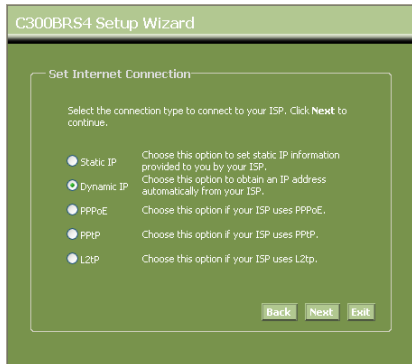 C300BRS4 Setup Wizard
Set Internet Connection
Select the connection type to connect to your ISP. Click Next to
continue.
Static IP
Choose this option to set static IP information
provided to you by your ISP.
Dynamic IP
Choose this option to obtain an IP address
automatically from your ISP.
PPPoE
Choose this option if your ISP uses PPPoE.
PPtP
Choose this option if your ISP uses PPtP.
L2tP
Choose this option if your ISP uses L2tp.
Back Next Exit